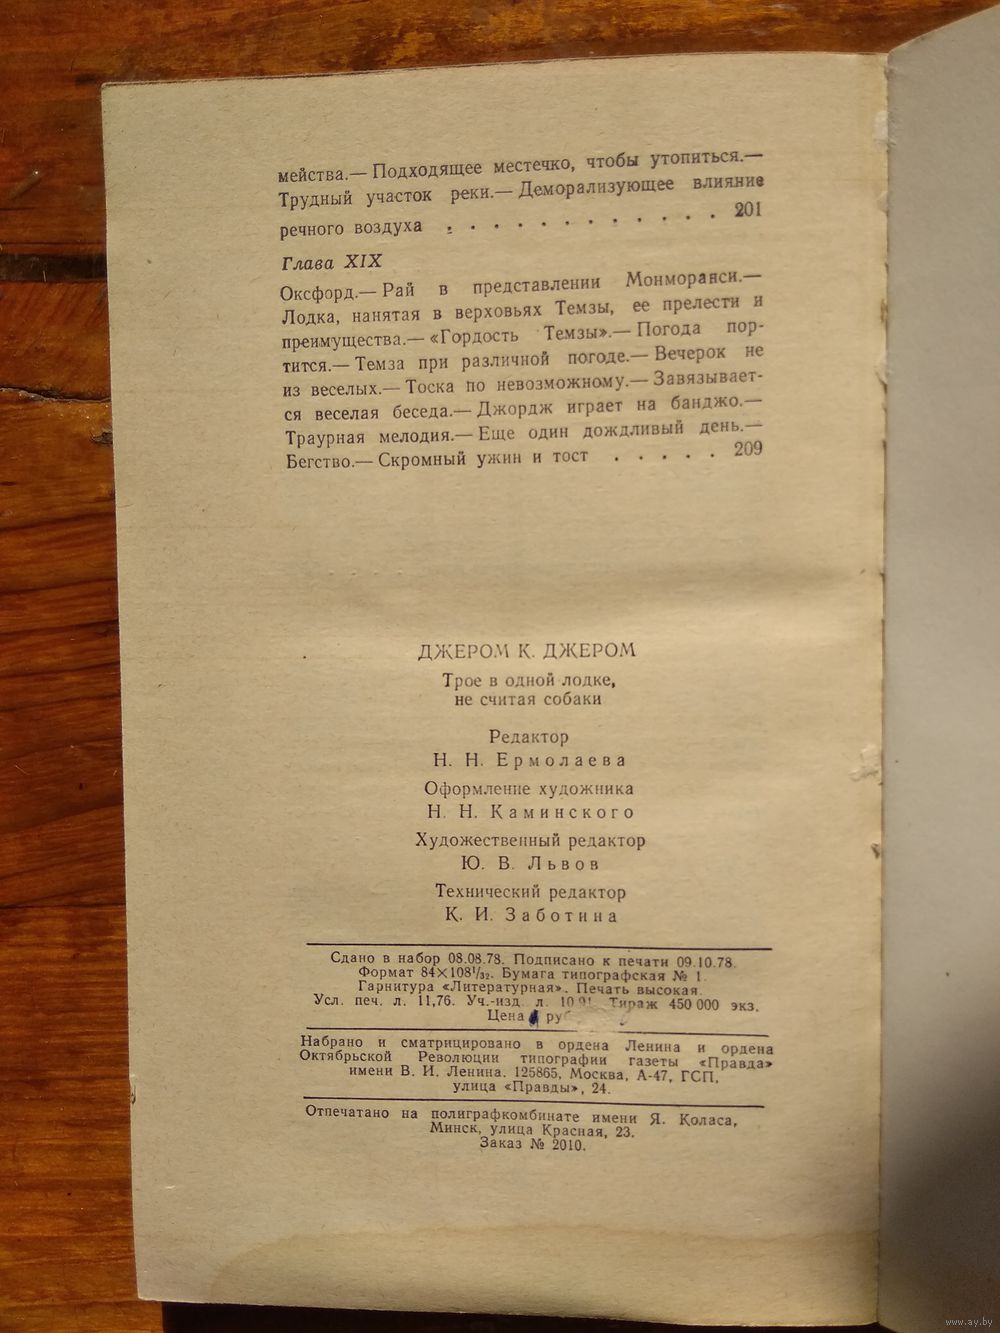 мейства.— Подходящее местечко, чтобы утопиться.—
Трудный участок реки.— Деморализующее влияние
речного воздуха . . . . . . . . . . . . 201
Глава XIX
Оксфорд.— Рай в представлении Монморанси.—
Лодка, нанятая в верховьях Темзы, ее прелести и
преимущества.— «Гордость Темзы».— Погода пор-
тится.— Темза при различной погоде.— Вечерок не
из веселых.— Тоска по невозможному.— Завязывает-
ся веселая беседа.— Джордж играет на банджо.—
Траурная мелодия.— Еще один дождливый день.—
Бегство.— Скромный ужин и тост . . . . . 209
ДЖЕРОМ К. ДЖЕРОМ
Трое в одной лодке,
не считая собаки
Редактор
Н. Н. Ермолаева
Оформление художника
Н. Н. Каминского
Художественный редактор
Ю. В. Львов
Технический редактор
К. И. Заботина
Сдано в набор 08.08.78. Подписано к печати 09.10.78.
Формат 84×108¹/₃₂. Бумага типографская № 1.
Гарнитура «Литературная». Печать высокая.
Усл. печ. л. 11,76. Уч.-изд. л. Тираж 450 000 экз.
Цена
Набрано и сматрицировано в ордена Ленина и ордена
Октябрьской Революции типографии газеты «Правда»
имени В. И. Ленина. 125865, Москва, А-47, ГСП,
улица «Правды», 24.
Отпечатано на полиграфкомбинате имени Я. Коласа,
Минск, улица Красная, 23.
Заказ № 2010.
www.ay.by